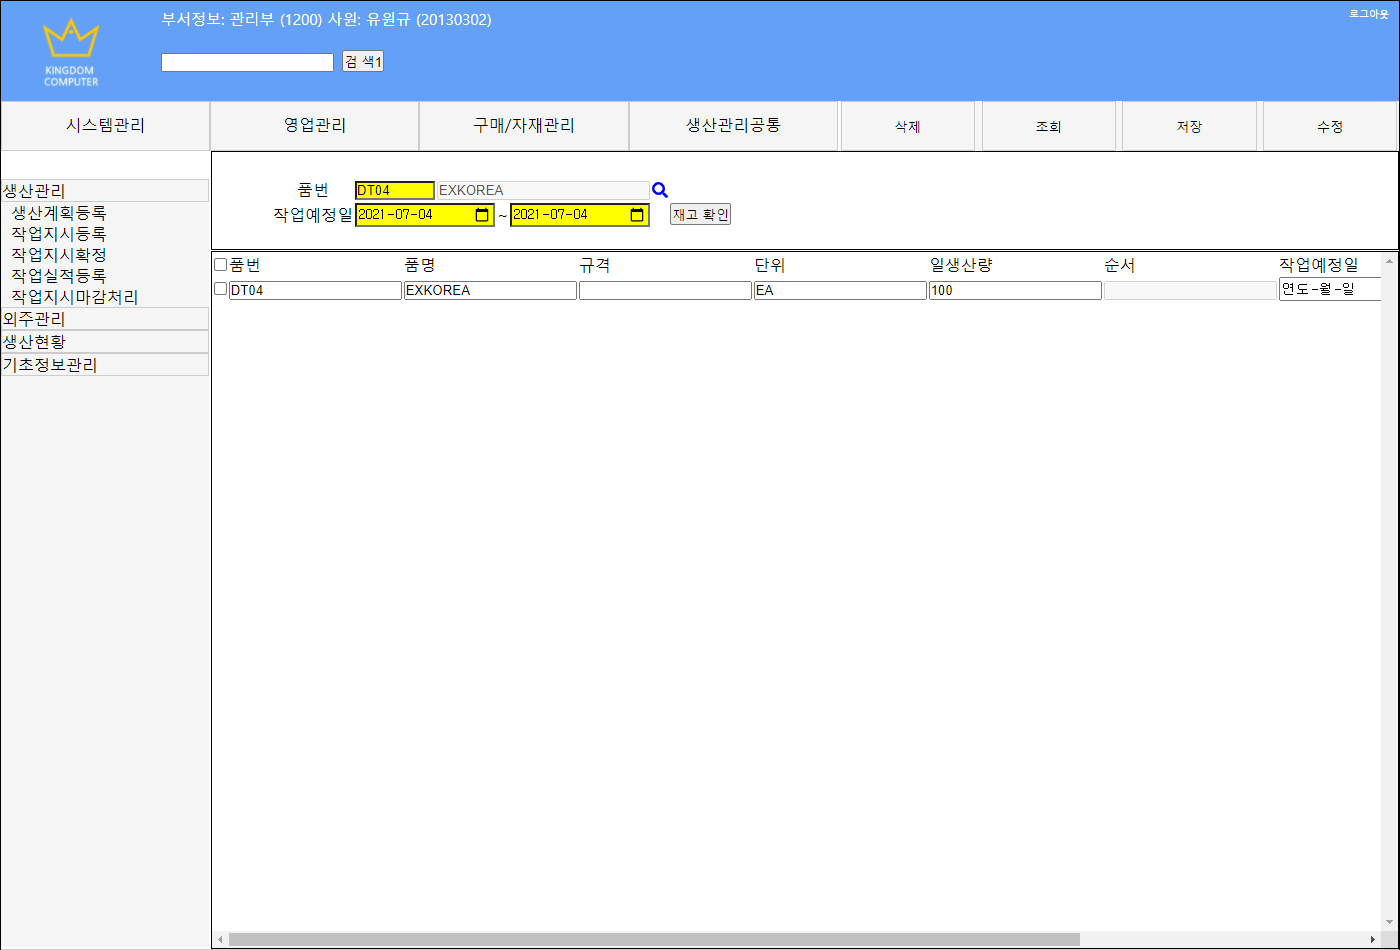 부서정보: 관리부 (1200) 사원: 유원규 (20130302)
로그아웃
KINGDOM
COMPUTER
검 색1
시스템관리 영업관리 구매/자재관리 생산관리공통 삭제 조회 저장 수정
생산관리
생산계획등록
작업지시등록
작업지시확정
작업실적등록
작업지시마감처리
외주관리
생산현황
기초정보관리
품번 DT04 EXKOREA
작업예정일 2021-07-04 ~ 2021-07-04 재고 확인
품번 품명 규격 단위 일생산량 순서 작업예정일
DT04 EXKOREA EA 100 연도-월-일